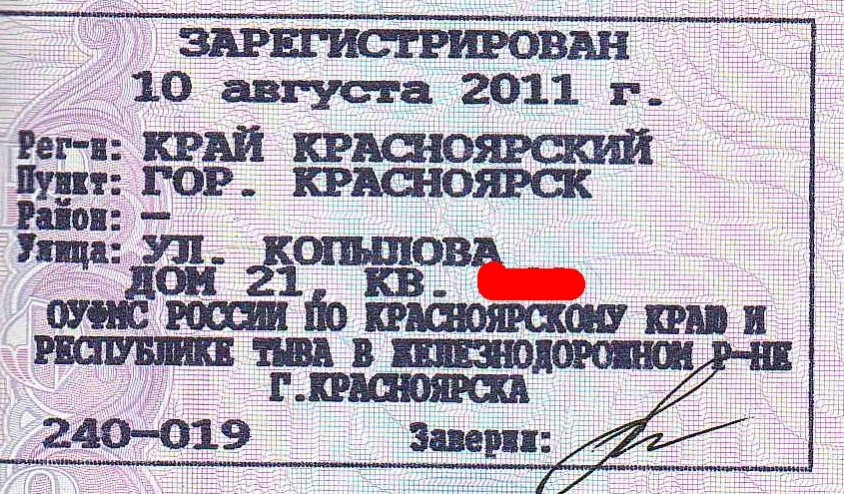 ЗАРЕГИСТРИРОВАН
10 августа 2011 г.
Рег-н: КРАЙ КРАСНОЯРСКИЙ
Пункт: ГОР. КРАСНОЯРСК
Район: —
Улица: УЛ. КОПЫЛОВА
ДОМ 21, КВ.
ОУФМС РОССИИ ПО КРАСНОЯРСКОМУ КРАЮ И
РЕСПУБЛИКЕ ТЫВА В ЖЕЛЕЗНОДОРОЖНОМ Р-НЕ
Г.КРАСНОЯРСКА
240-019 Заверил: